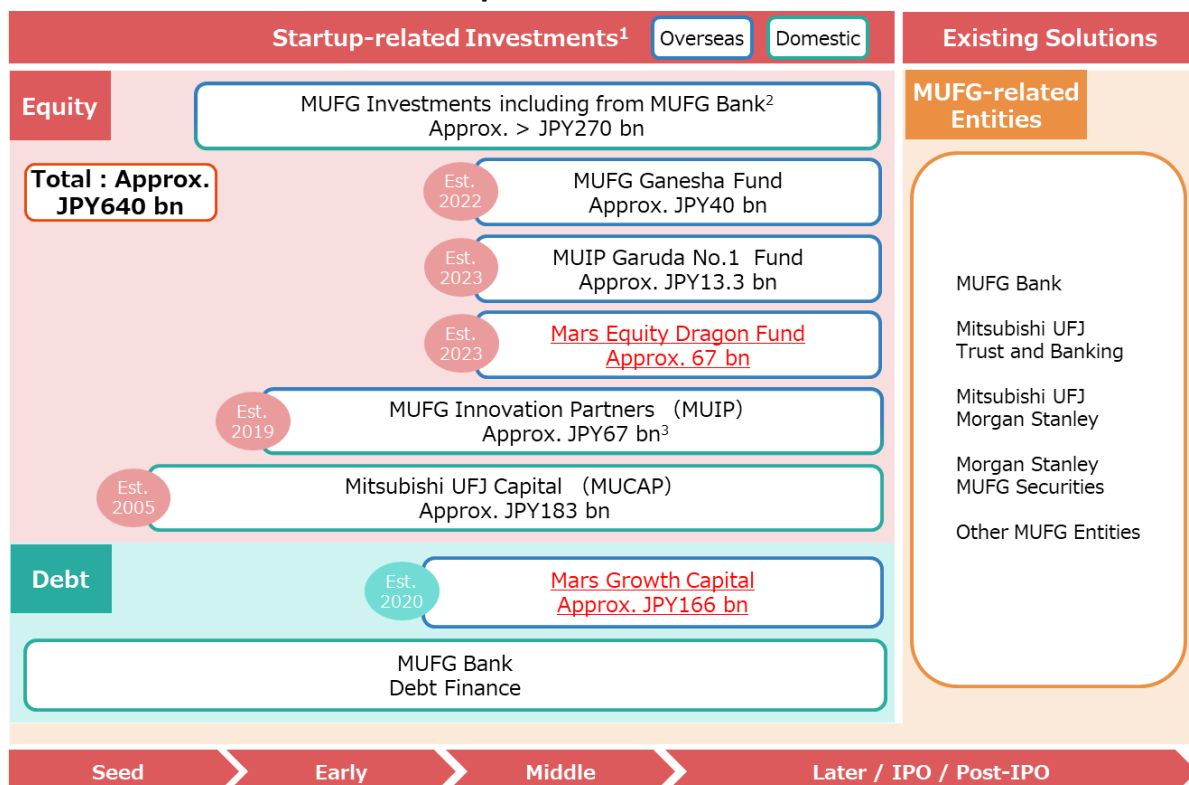 Startup-related Investments1
Overseas
Domestic
Existing Solutions
Equity
MUFG Investments including from MUFG Bank2
Approx. > JPY270 bn
Total : Approx.
JPY640 bn
Est.
2022
MUFG Ganesha Fund
Approx. JPY40 bn
Est.
2023
MUIP Garuda No.1 Fund
Approx. JPY13.3 bn
Est.
2023
Mars Equity Dragon Fund
Approx. 67 bn
Est.
2019
MUFG Innovation Partners （MUIP）
Approx. JPY67 bn3
Est.
2005
Mitsubishi UFJ Capital （MUCAP）
Approx. JPY183 bn
Debt
Est.
2020
Mars Growth Capital
Approx. JPY166 bn
MUFG Bank
Debt Finance
MUFG-related
Entities
MUFG Bank
Mitsubishi UFJ
Trust and Banking
Mitsubishi UFJ
Morgan Stanley
Morgan Stanley
MUFG Securities
Other MUFG Entities
Seed
Early
Middle
Later / IPO / Post-IPO